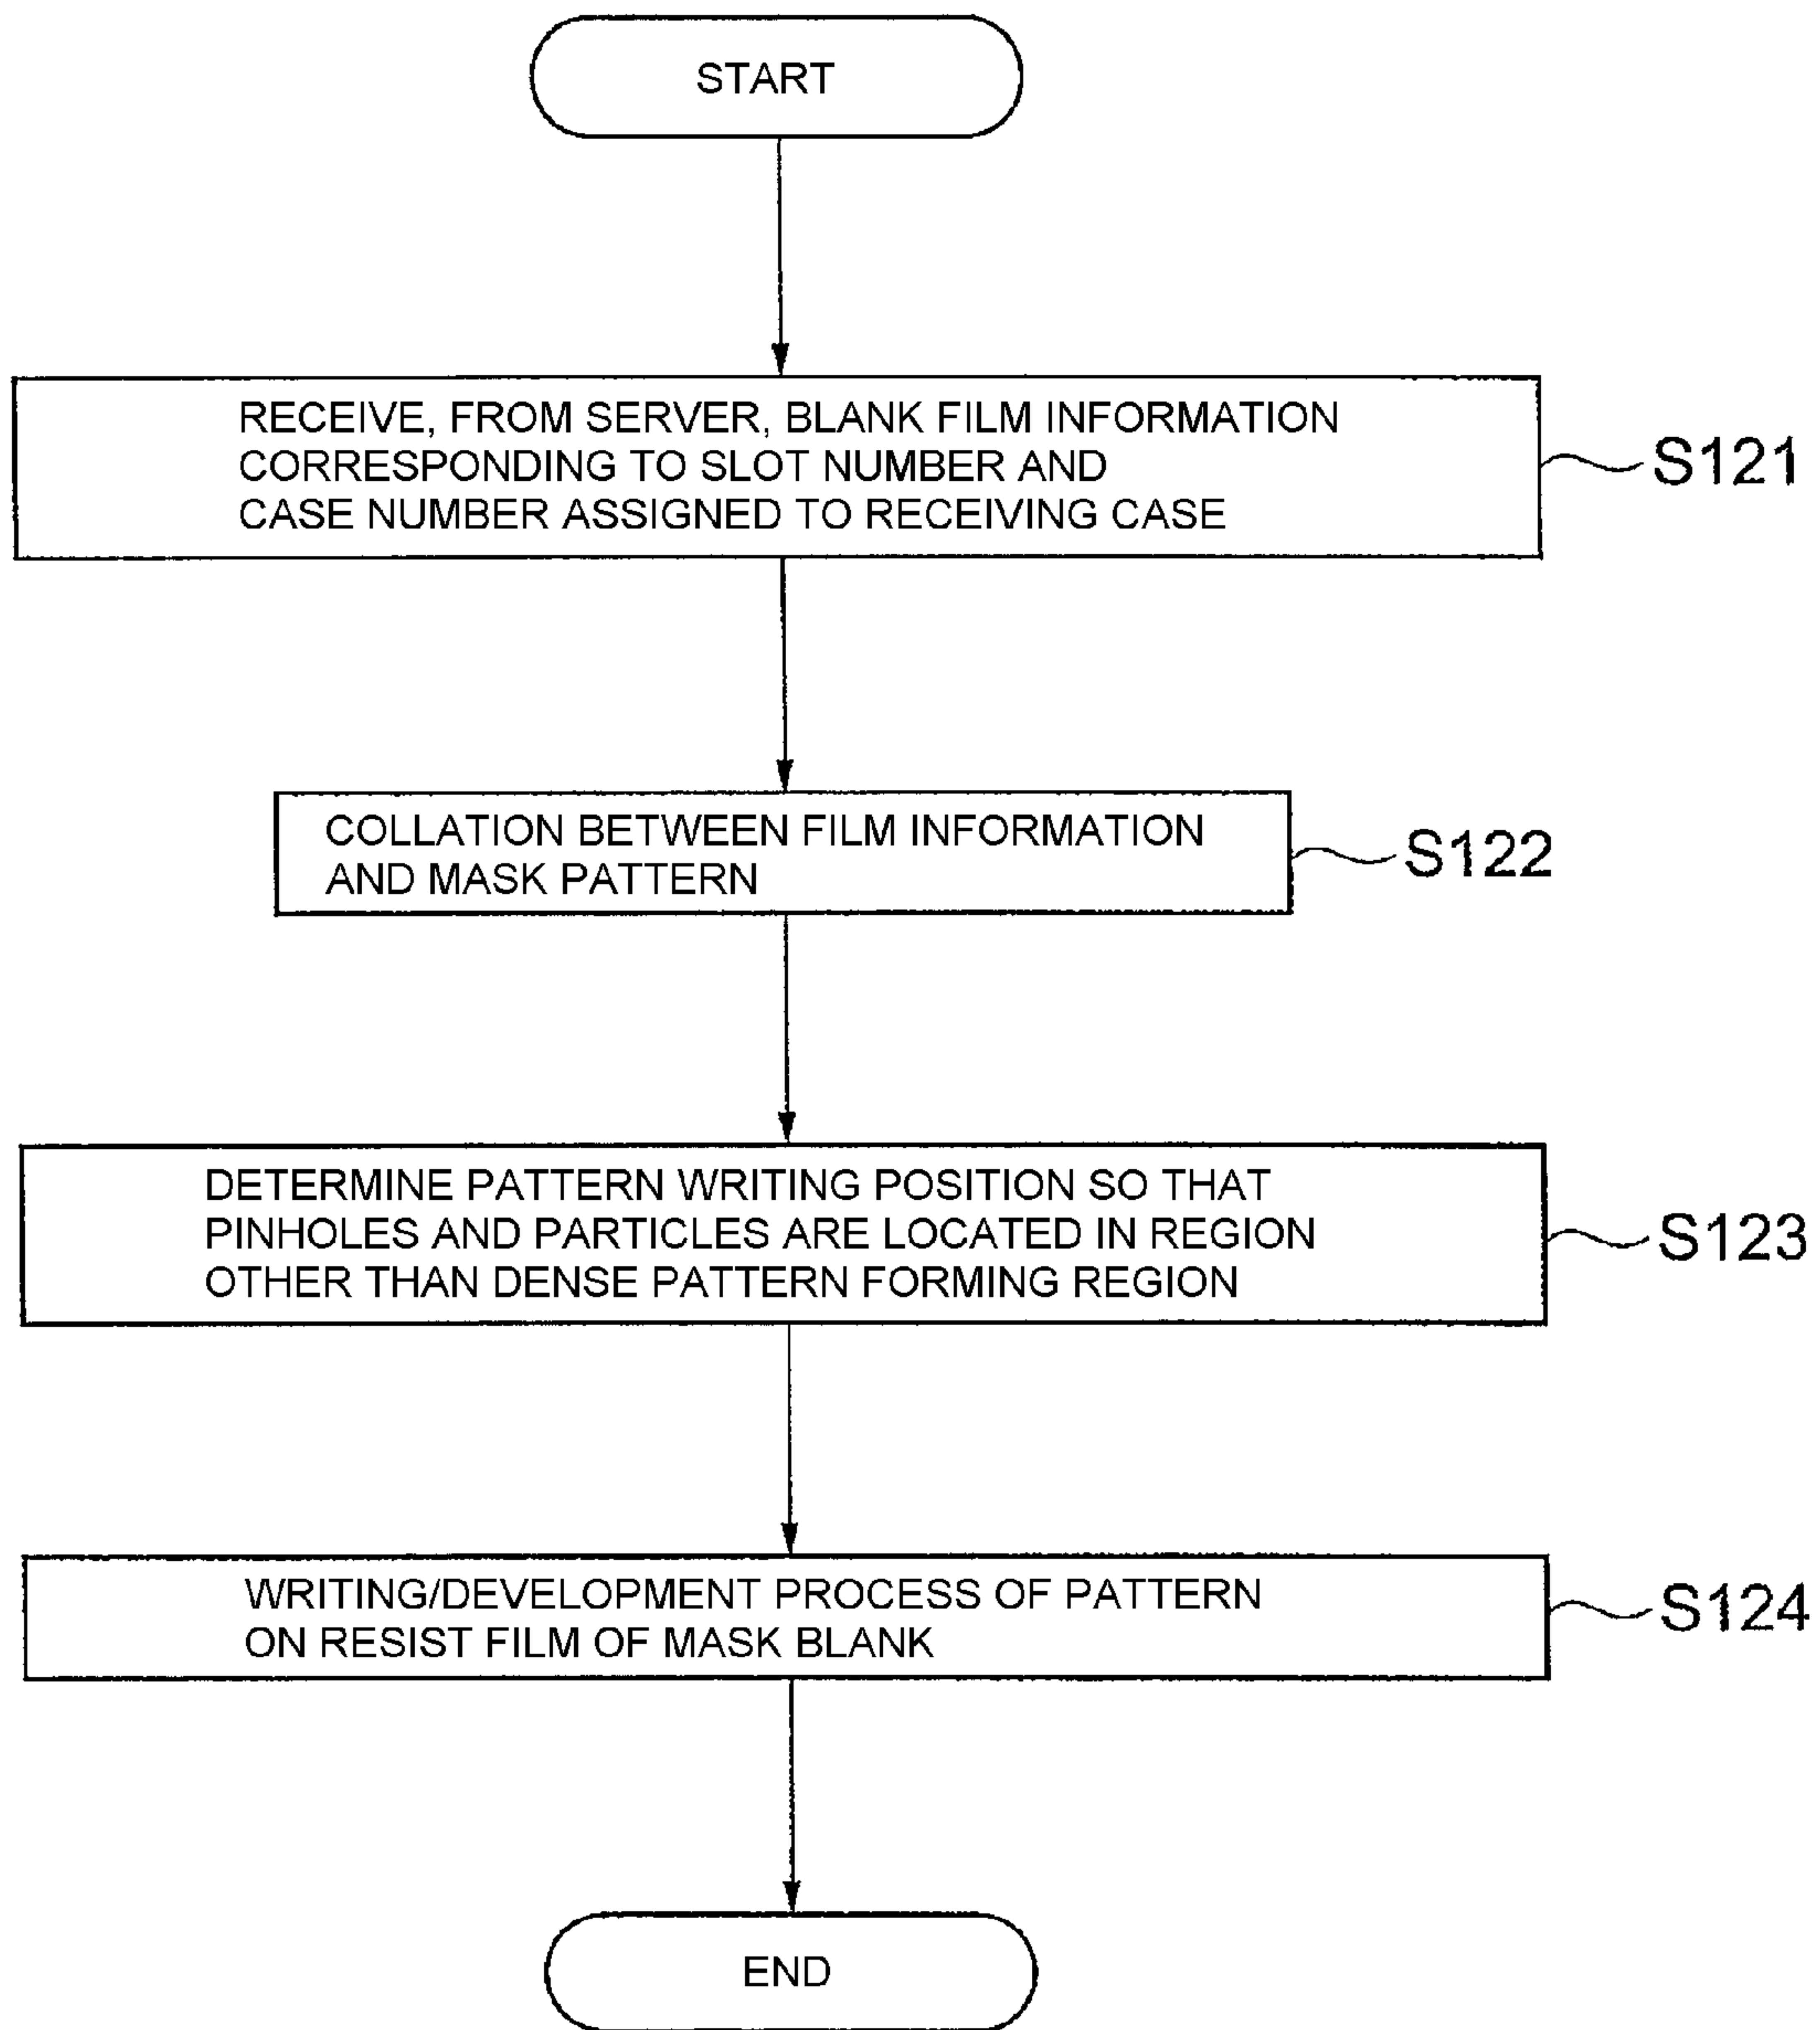 START
RECEIVE, FROM SERVER, BLANK FILM INFORMATION
CORRESPONDING TO SLOT NUMBER AND
CASE NUMBER ASSIGNED TO RECEIVING CASE
S121
COLLATION BETWEEN FILM INFORMATION
AND MASK PATTERN
S122
DETERMINE PATTERN WRITING POSITION SO THAT
PINHOLES AND PARTICLES ARE LOCATED IN REGION
OTHER THAN DENSE PATTERN FORMING REGION
S123
WRITING/DEVELOPMENT PROCESS OF PATTERN
ON RESIST FILM OF MASK BLANK
S124
END